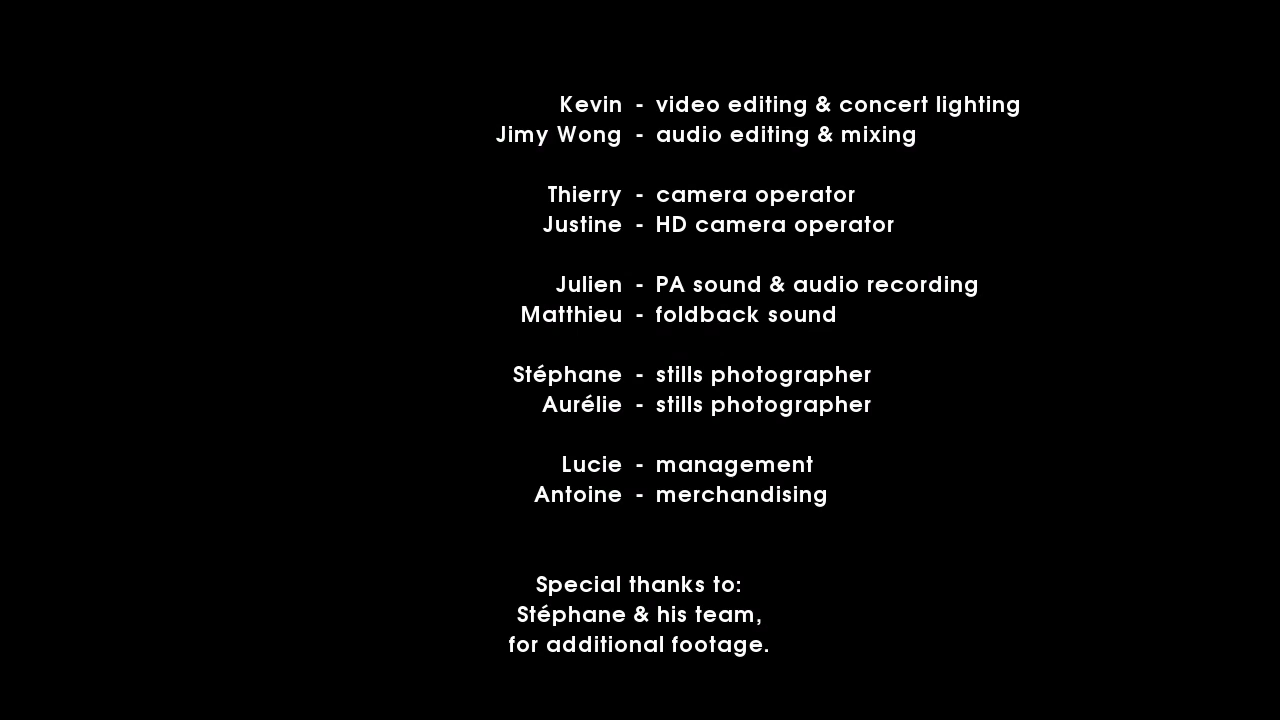 Kevin - video editing & concert lighting
Jimy Wong - audio editing & mixing
Thierry - camera operator
Justine - HD camera operator
Julien - PA sound & audio recording
Matthieu - foldback sound
Stéphane - stills photographer
Aurélie - stills photographer
Lucie - management
Antoine - merchandising
Special thanks to:
Stéphane & his team,
for additional footage.